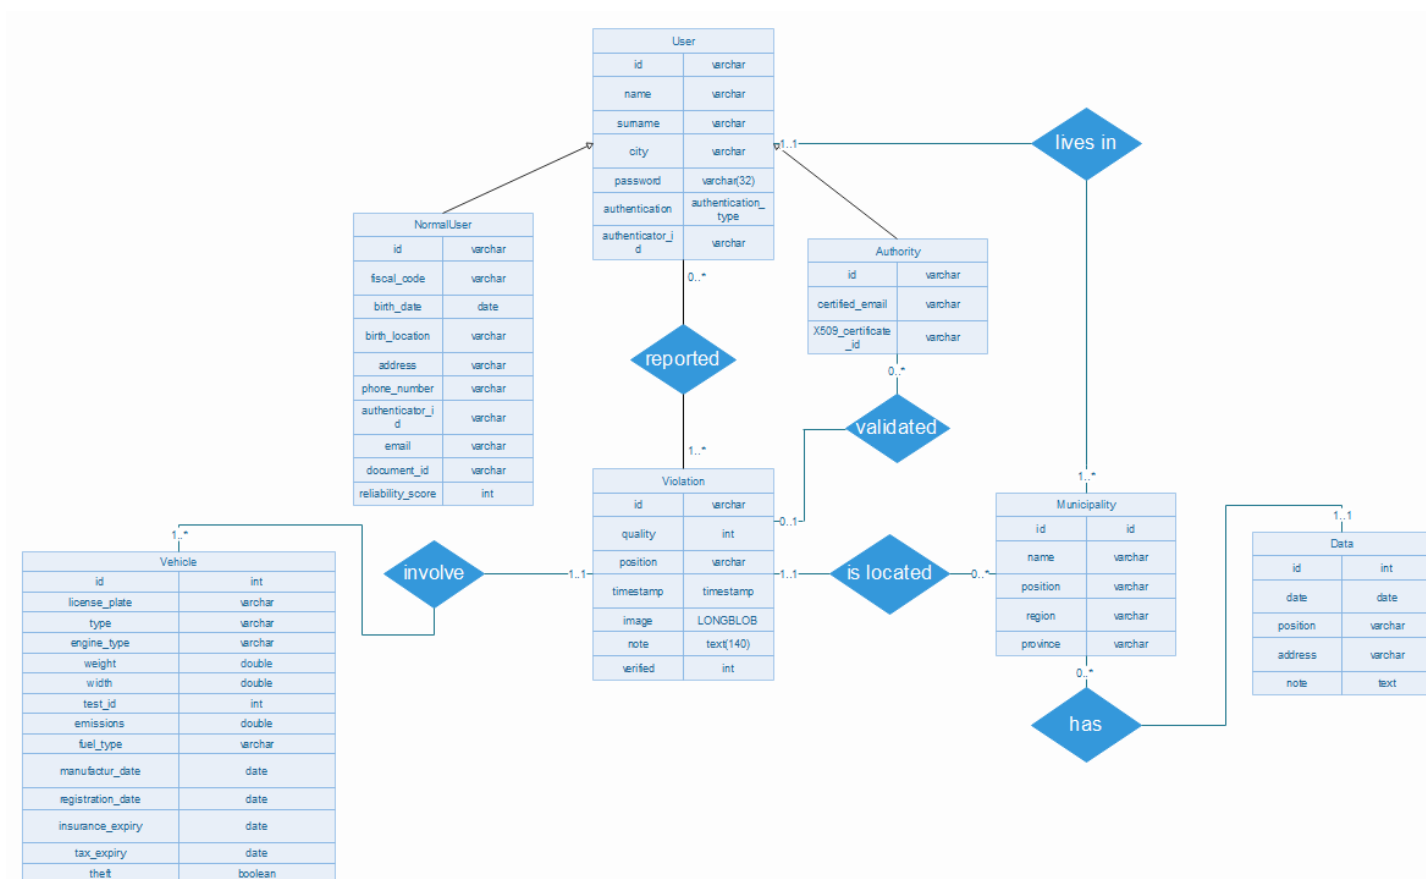 User
id varchar
name varchar
surname varchar
city varchar
password varchar(32)
authentication authentication_
type
authenticator_i
d varchar
1..1
lives in
NormalUser
id varchar
fiscal_code varchar
birth_date date
birth_location varchar
address varchar
phone_number varchar
authenticator_i
d varchar
email varchar
document_id varchar
reliability_score int
Authority
id varchar
certified_email varchar
X509_certificate
_id varchar
0..*
reported
1..*
0..*
validated
0..1
Violation
id varchar
quality int
position varchar
timestamp timestamp
image LONGBLOB
note text(140)
verified int
1..*
Municipality
id id
name varchar
position varchar
region varchar
province varchar
1..1
Data
id int
date date
position varchar
address varchar
note text
1..*
involve
1..1
1..1
is located
0..*
0..*
has
Vehicle
id int
license_plate varchar
type varchar
engine_type varchar
weight double
width double
test_id int
emissions double
fuel_type varchar
manufactur_date date
registration_date date
insurance_expiry date
tax_expiry date
theft boolean